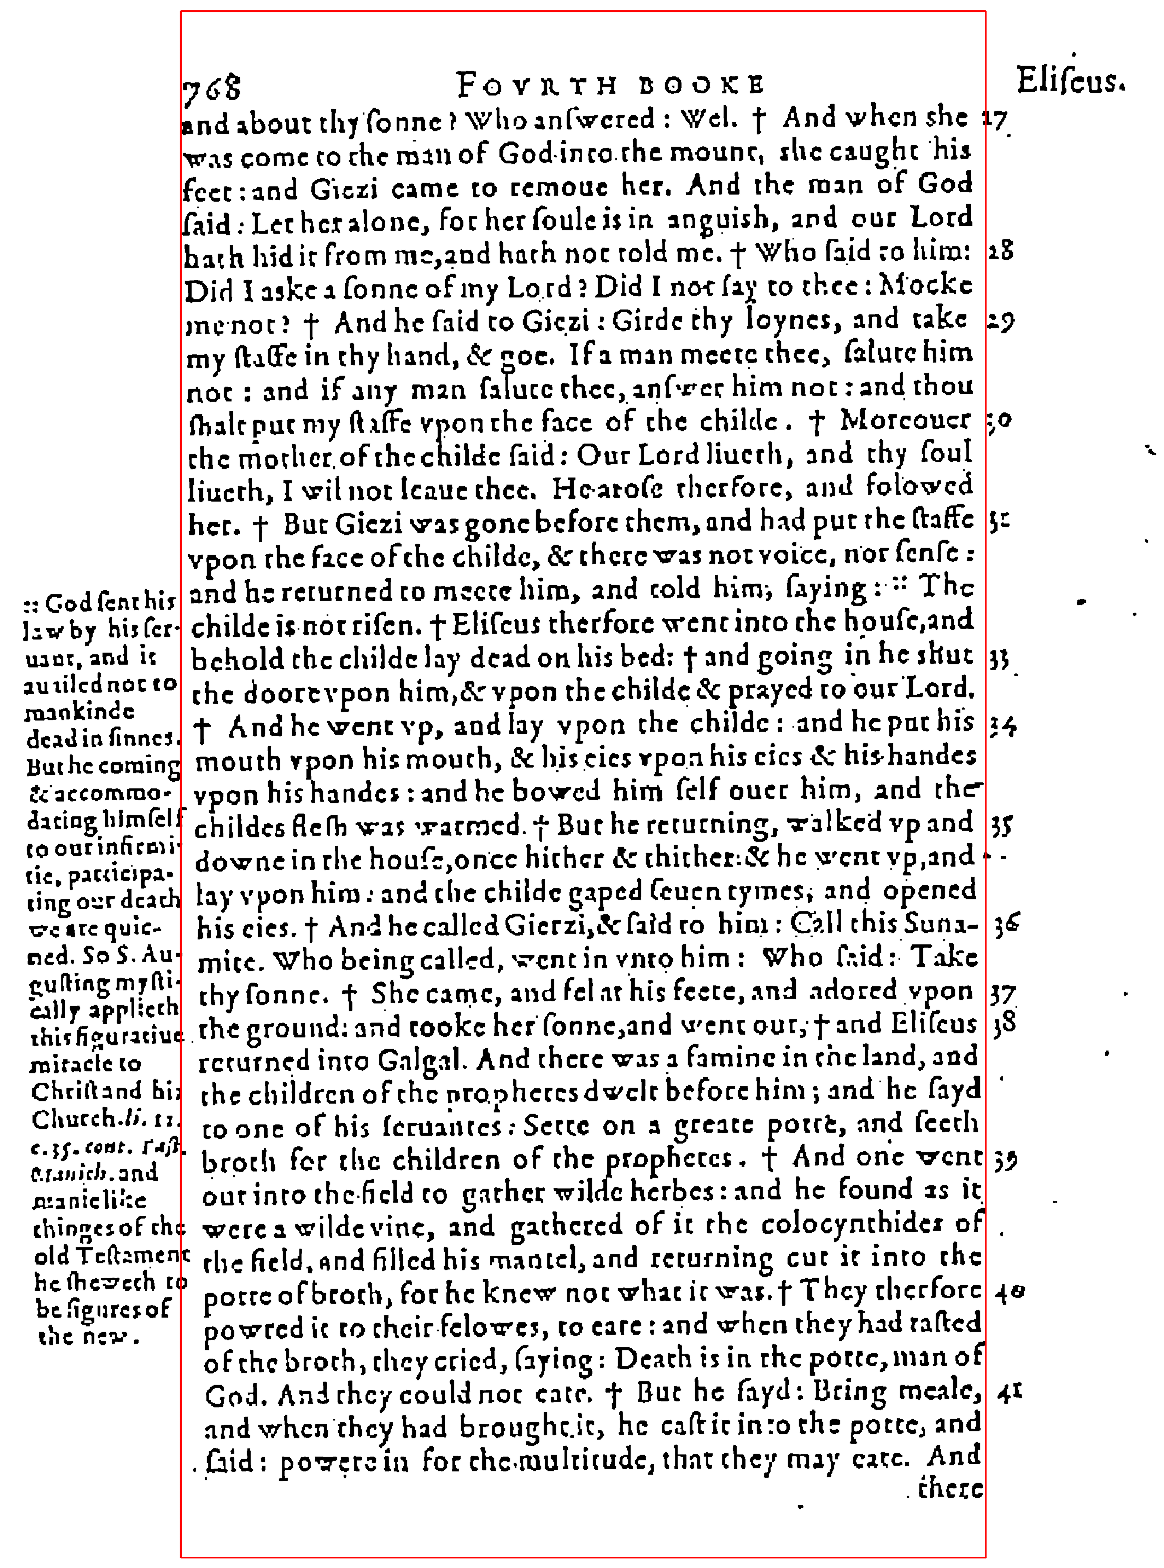 768 FOVRTH BOOKE Eliſeus.
and about thy ſonne? Who anſwered: Wel. † And when she 27
was come to the man of God into the mount, she caught his
feet: and Giezi came to remoue her. And the man of God
ſaid: Let her alone, for her ſoule is in anguish, and our Lord
hath hid it from me, and hath not told me. † Who ſaid to him: 28
Did I aske a ſonne of my Lord? Did I not ſay to thee: Mocke
me not? † And he ſaid to Giezi: Girde thy loynes, and take 29
my ſtaffe in thy hand, & goe. If a man meete thee, ſalute him
not: and if any man ſalute thee, anſwer him not: and thou
ſhalt put my ſtaffe vpon the face of the childe. † Moreouer 30
the mother of the childe ſaid: Our Lord liueth, and thy ſoul
liueth, I wil not leaue thee. He aroſe therfore, and folowed
her. † But Giezi was gone before them, and had put the ſtaffe 31
vpon the face of the childe, & there was not voice, nor ſenſe:
and he returned to meete him, and told him, ſaying: :: The
childe is not riſen. † Eliſeus therfore went into the houſe, and
behold the childe lay dead on his bed: † and going in he shut 33
the doore vpon him, & vpon the childe & prayed to our Lord.
† And he went vp, and lay vpon the childe: and he put his 34
mouth vpon his mouth, & his eies vpon his eies & his handes
vpon his handes: and he bowed him ſelf ouer him, and the
childes fleſh was warmed. † But he returning, walked vp and 35
downe in the houſe, once hither & thither: & he went vp, and
lay vpon him: and the childe gaped ſeuen tymes, and opened
his eies. † And he called Gierzi, & ſaid to him: Call this Suna- 36
mite. Who being called, went in vnto him: Who ſaid: Take
thy ſonne. † She came, and fel at his feete, and adored vpon 37
the ground: and tooke her ſonne, and went out, † and Eliſeus 38
returned into Galgal. And there was a famine in the land, and
the children of the prophetes dwelt before him; and he ſayd
to one of his ſeruantes: Sette on a greate potte, and ſeeth
broth for the children of the prophetes. † And one went 39
out into the field to gather wilde herbes: and he found as it
were a wilde vine, and gathered of it the colocynthides of
the field, and filled his mantel, and returning cut it into the
potte of broth, for he knew not what it was. † They therfore 40
powred it to their felowes, to eate: and when they had taſted
of the broth, they cried, ſaying: Death is in the potte, man of
God. And they could not eate. † But he ſayd: Bring meale, 41
and when they had brought it, he caſt it into the potte, and
ſaid: powre in for the multitude, that they may eate. And
there
:: God ſent his
law by his ſer-
uant, and it
auailed not to
mankinde
dead in ſinnes.
But he coming
& accommo-
dating himſelf
to our infirmi-
tie, participa-
ting our death
we are quic-
ned. So S. Au-
guſting myſti-
cally applieth
this figuratiue
miracle to
Chriſt and his
Church. li. 12.
c. 35. cont. Fauſt.
Manich. and
manie like
thinges of the
old Teſtament
he ſheweth to
be figures of
the new.